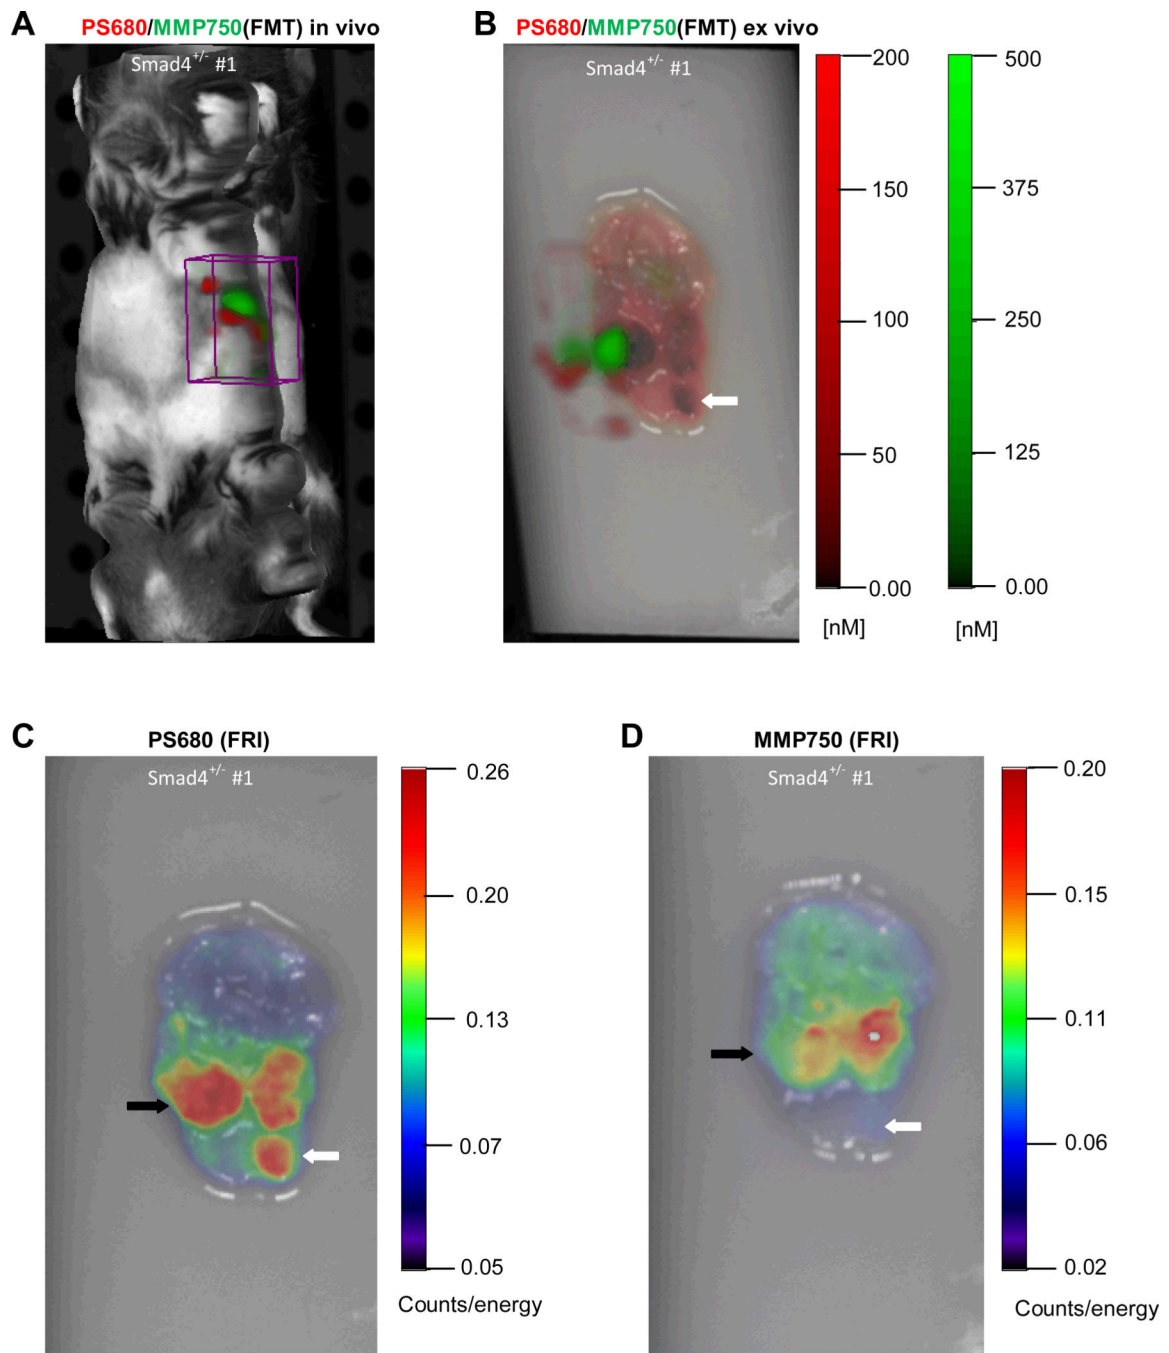 A PS680/MMP750(FMT) in vivo
Smad4+/- #1
B PS680/MMP750(FMT) ex vivo
Smad4+/- #1
200
150
100
50
0.00
[nM]
500
375
250
125
0.00
[nM]
C PS680 (FRI)
Smad4+/- #1
0.26
0.20
0.13
0.07
0.05
Counts/energy
D MMP750 (FRI)
Smad4+/- #1
0.20
0.15
0.11
0.06
0.02
Counts/energy